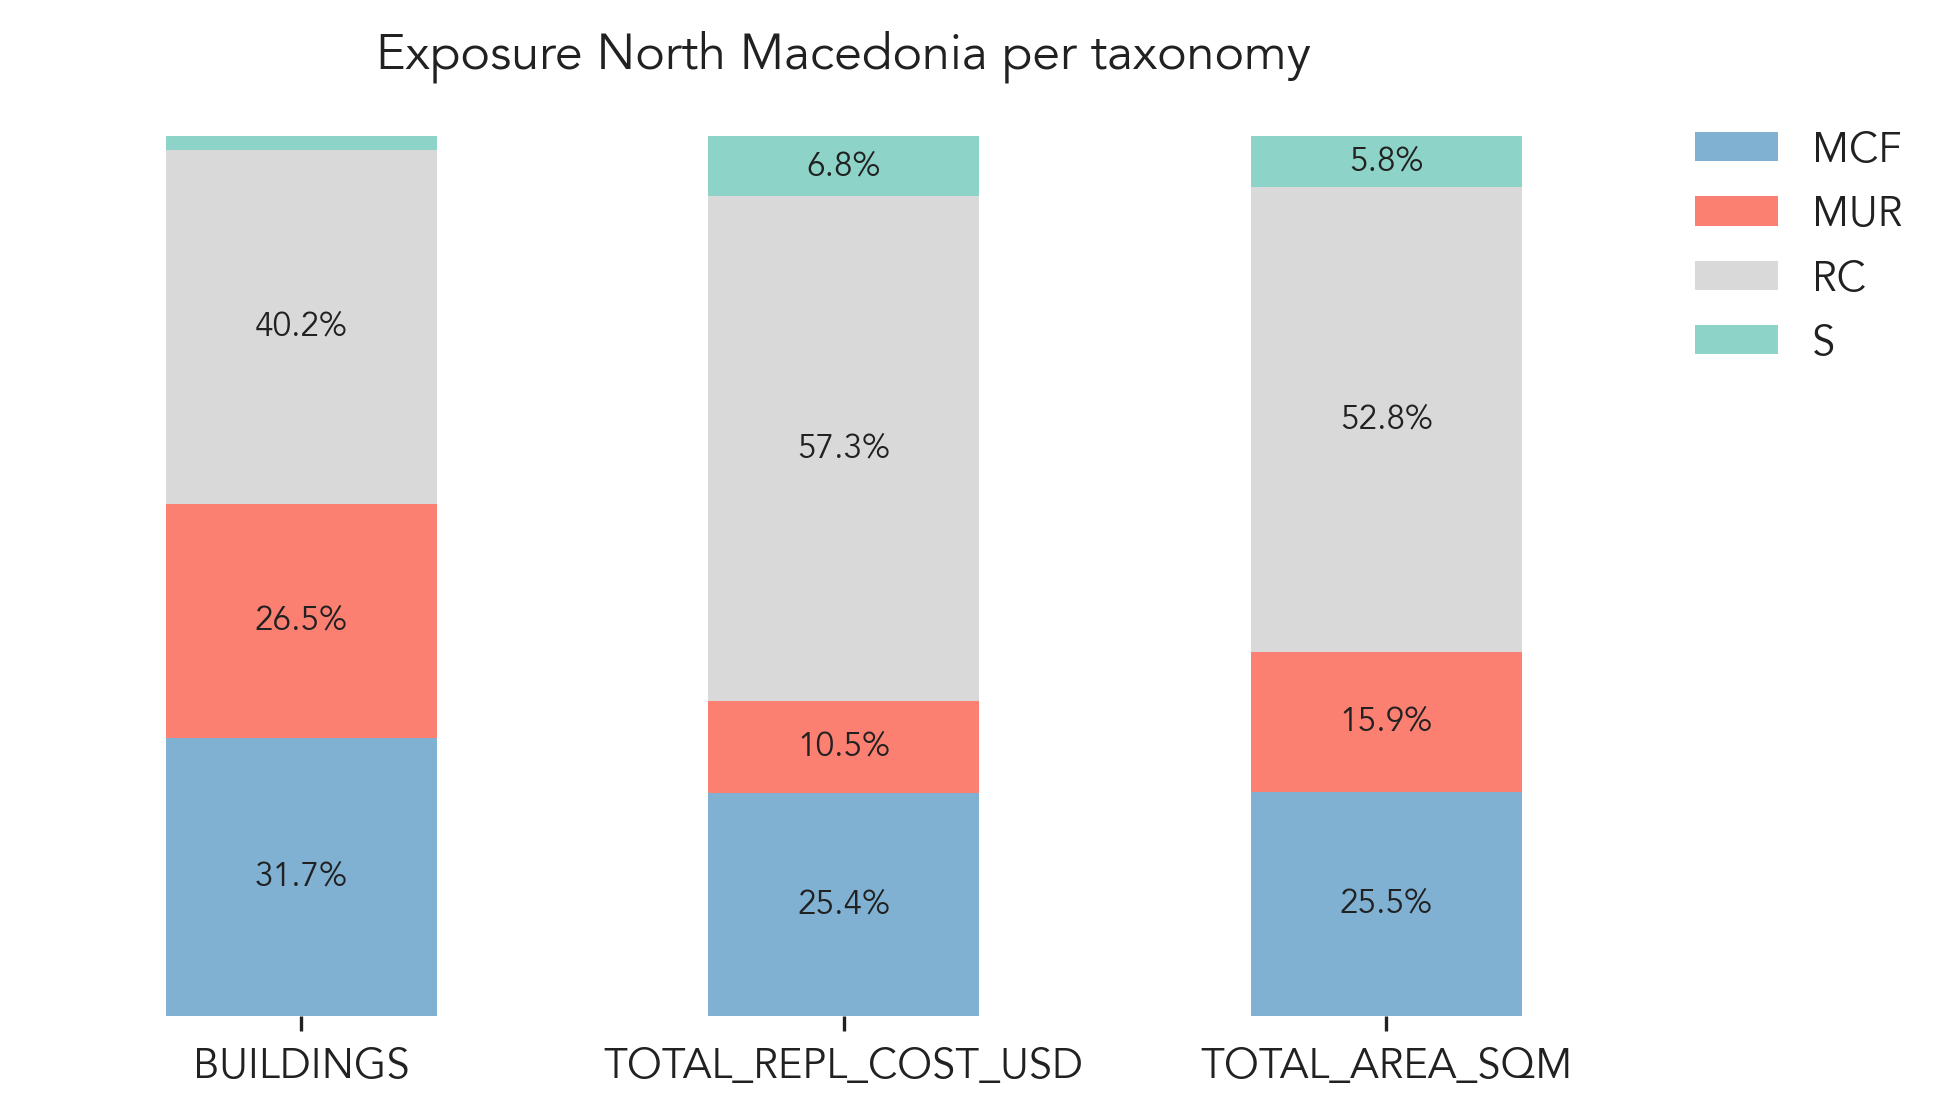 Exposure North Macedonia per taxonomy
MCF
MUR
RC
S
40.2%
26.5%
31.7%
6.8%
57.3%
10.5%
25.4%
5.8%
52.8%
15.9%
25.5%
BUILDINGS
TOTAL_REPL_COST_USD
TOTAL_AREA_SQM